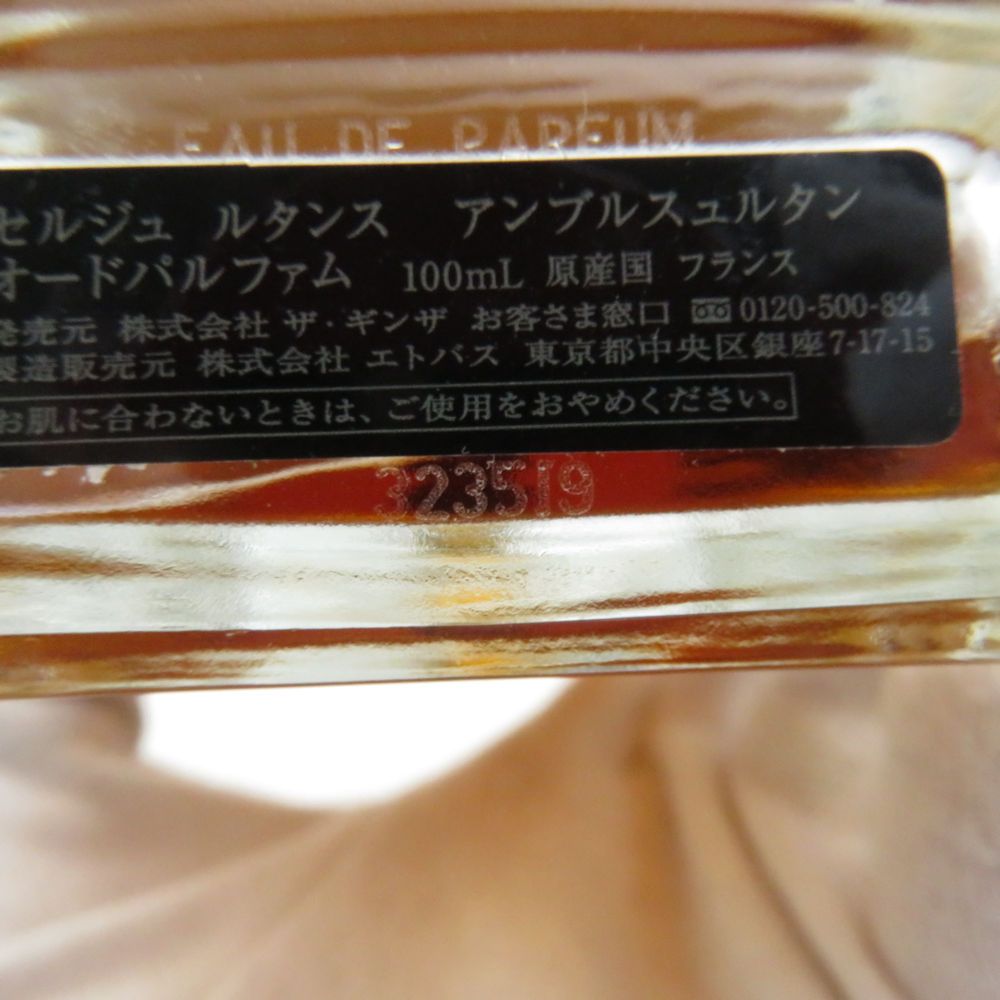 EAU DE PARFUM
セルジュ ルタンス アンブルスュルタン
オードパルファム 100mL 原産国 フランス
発売元 株式会社 ザ・ギンザ お客さま窓口 0120-500-824
製造販売元 株式会社 エトバス 東京都中央区銀座7-17-15
お肌に合わないときは、ご使用をおやめください。
323519